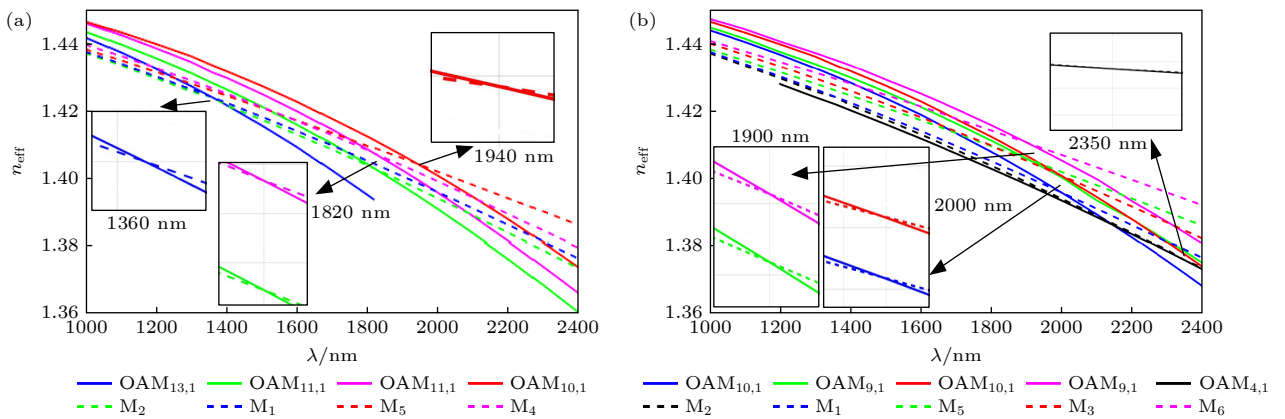 (a)
1.44
1.42
1.40
1.38
1.36
n_eff
1000 1200 1400 1600 1800 2000 2200 2400
λ/nm
1360 nm
1820 nm
1940 nm
OAM_{13,1} OAM_{11,1} OAM_{11,1} OAM_{10,1}
M_2 M_1 M_5 M_4
(b)
1.44
1.42
1.40
1.38
1.36
n_eff
1000 1200 1400 1600 1800 2000 2200 2400
λ/nm
1900 nm
2000 nm
2350 nm
OAM_{10,1} OAM_{9,1} OAM_{10,1} OAM_{9,1} OAM_{4,1}
M_2 M_1 M_5 M_3 M_6